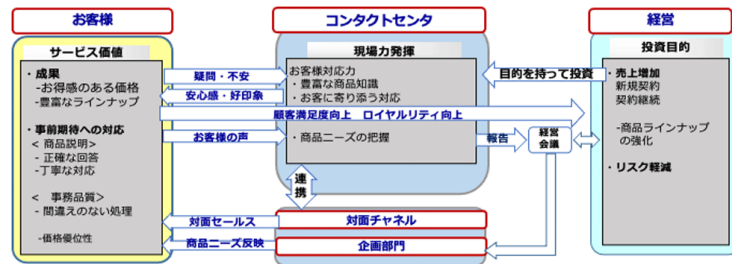 お客様
コンタクトセンタ
経営
サービス価値
・成果
-お得感のある価格
-豊富なラインナップ
・事前期待への対応
< 商品説明>
- 正確な回答
-丁寧な対応
< 事務品質>
- 間違えのない処理
-価格優位性
疑問・不安
安心感・好印象
顧客満足度向上 ロイヤルリティ向上
お客様の声
対面セールス
商品ニーズ反映
現場力発揮
お客様対応力
・豊富な商品知識
・お客に寄り添う対応
・商品ニーズの把握
連携
対面チャネル
企画部門
目的を持って投資
報告
経営
会議
投資目的
・売上増加
新規契約
契約継続
-商品ラインナップ
の強化
・リスク軽減